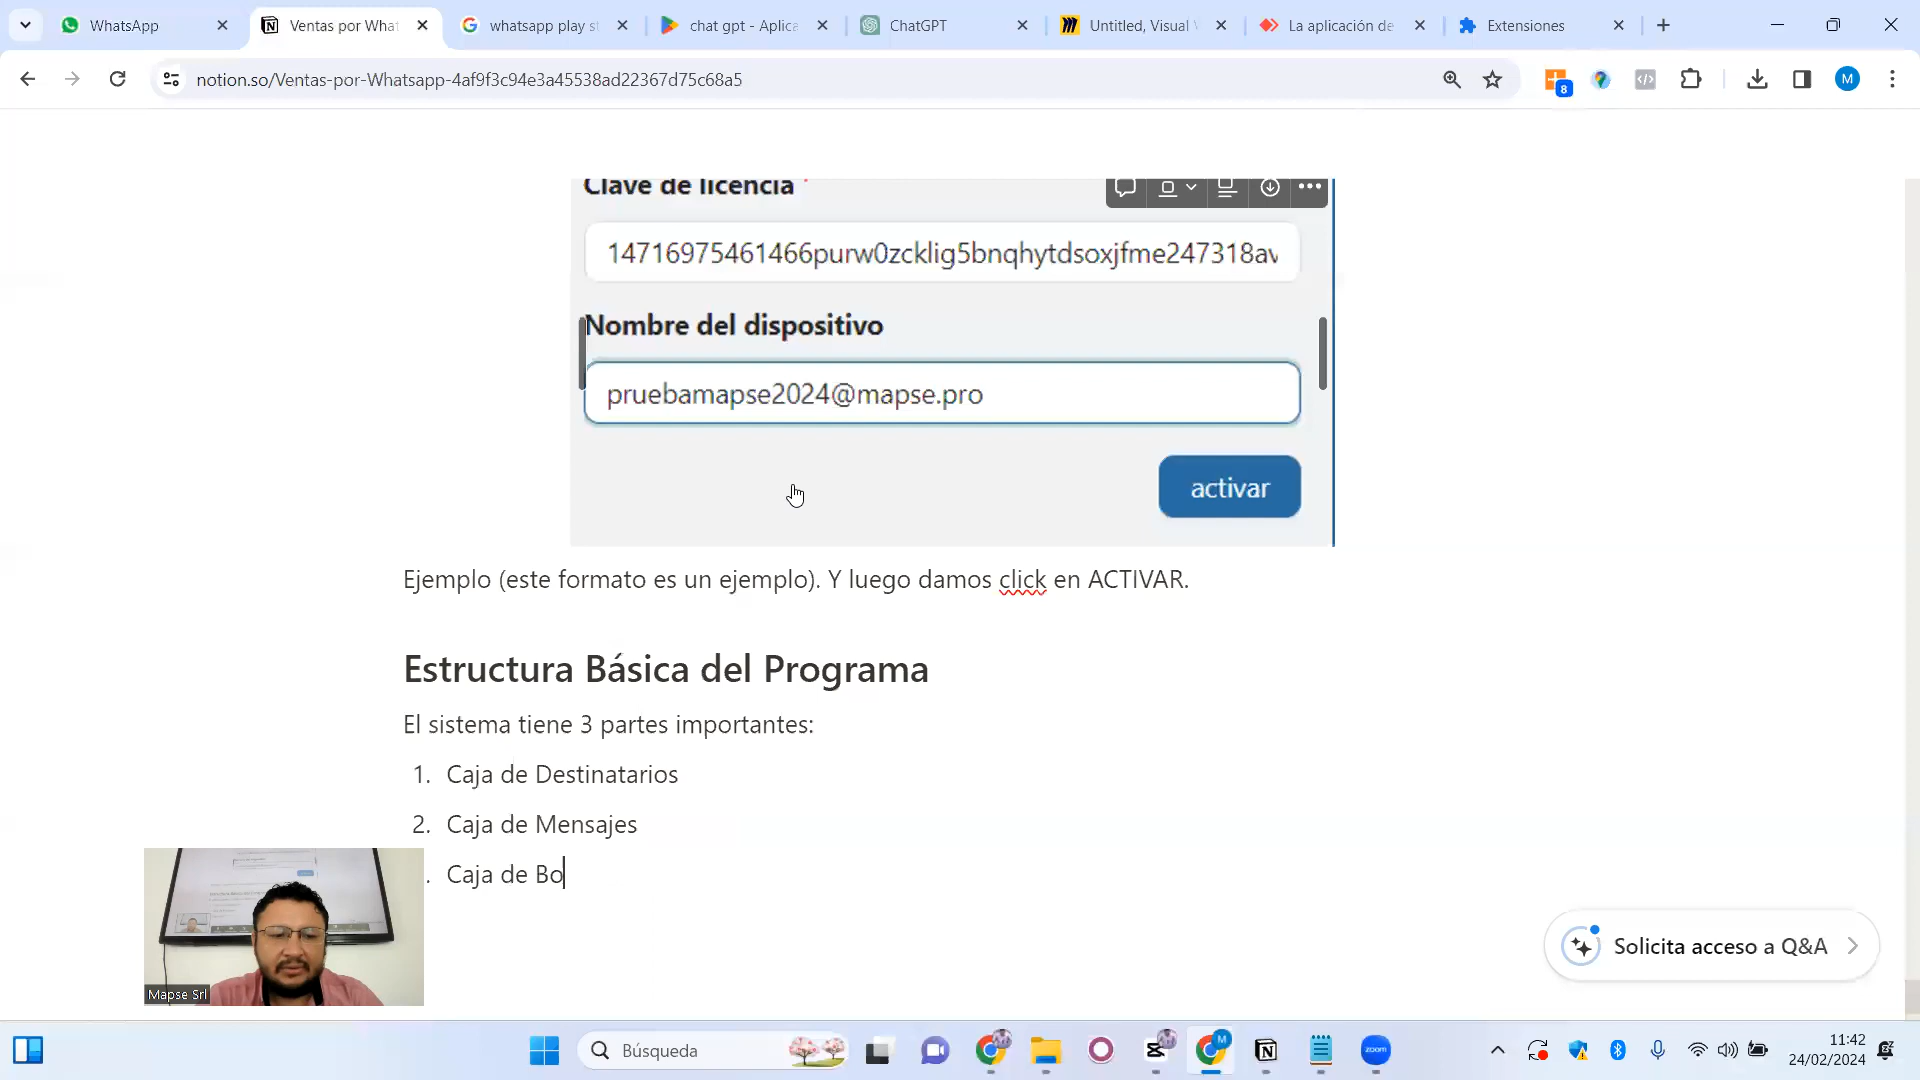 WhatsApp
Ventas por What
whatsapp play st
chat gpt - Aplica
ChatGPT
Untitled, Visual
La aplicación de
Extensiones
notion.so/Ventas-por-Whatsapp-4af9f3c94e3a45538ad22367d75c68a5
8
M
Clave de licencia *
14716975461466purw0zcklig5bnqhytdsoxjfme247318av
Nombre del dispositivo
pruebamapse2024@mapse.pro
activar
Ejemplo (este formato es un ejemplo). Y luego damos click en ACTIVAR.
Estructura Básica del Programa
El sistema tiene 3 partes importantes:
1. Caja de Destinatarios
2. Caja de Mensajes
. Caja de Bo
Solicita acceso a Q&A
Mapse Srl
Búsqueda
M
zoom
11:42
24/02/2024